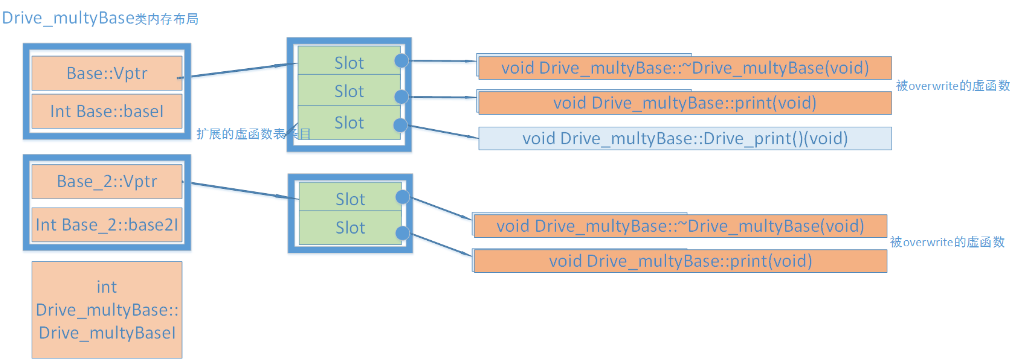 Drive_multyBase类内存布局
Base::Vptr
Int Base::baseI
Slot
Slot
Slot
void Drive_multyBase::~Drive_multyBase(void)
void Drive_multyBase::print(void)
void Drive_multyBase::Drive_print()(void)
被overwrite的虚函数
扩展的虚函数表条目
Base_2::Vptr
Int Base_2::base2I
Slot
Slot
void Drive_multyBase::~Drive_multyBase(void)
void Drive_multyBase::print(void)
被overwrite的虚函数
int
Drive_multyBase::
Drive_multyBaseI